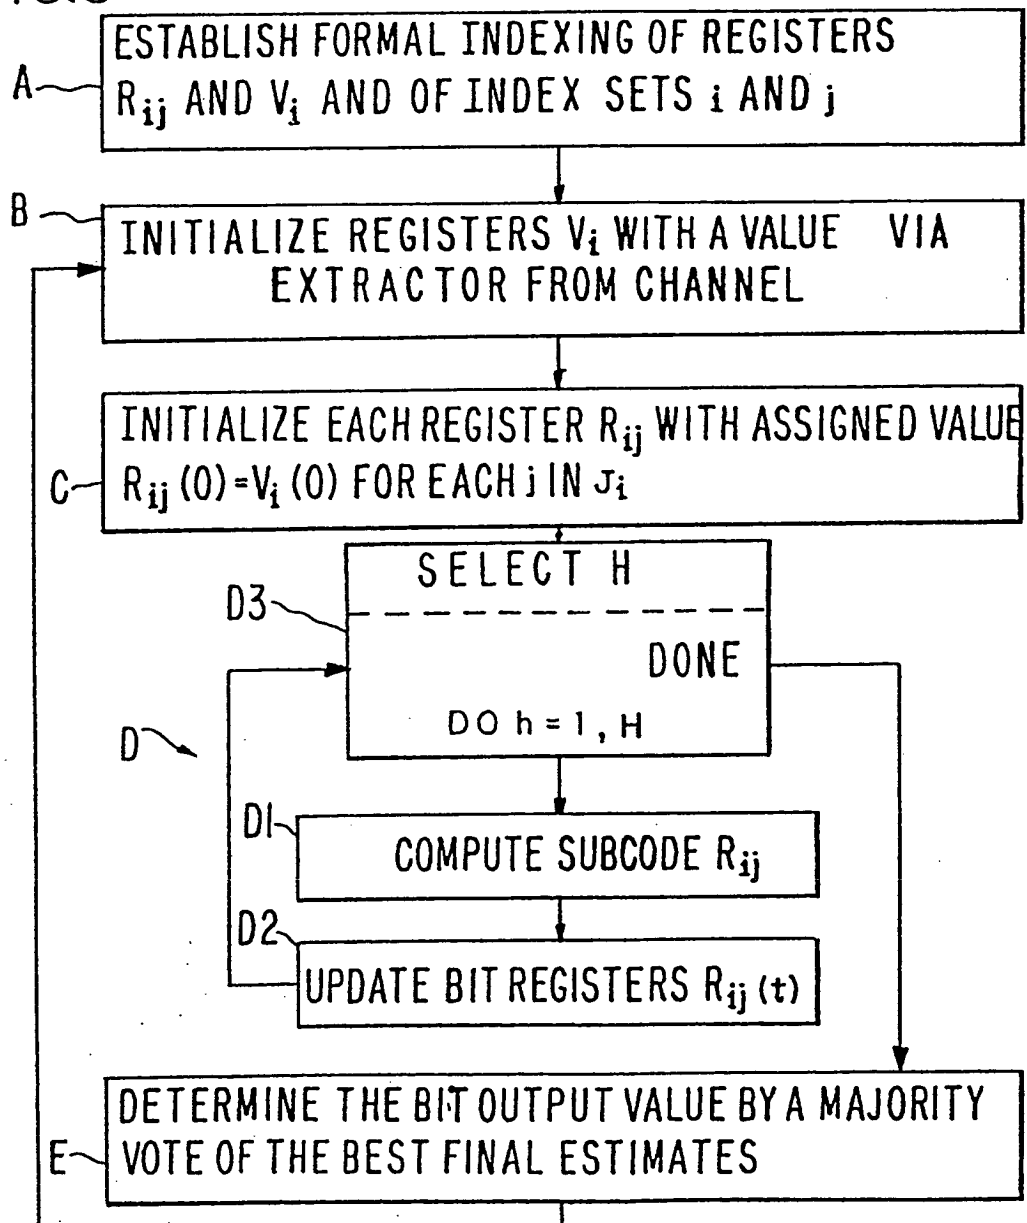 A
ESTABLISH FORMAL INDEXING OF REGISTERS
R_ij AND V_i AND OF INDEX SETS i AND j
B
INITIALIZE REGISTERS V_i WITH A VALUE VIA
EXTRACTOR FROM CHANNEL
INITIALIZE EACH REGISTER R_ij WITH ASSIGNED VALUE
C
R_ij (0) = V_i (0) FOR EACH j IN J_i
SELECT H
D3
DONE
DO h = 1, H
D
D1
COMPUTE SUBCODE R_ij
D2
UPDATE BIT REGISTERS R_ij (t)
DETERMINE THE BIT OUTPUT VALUE BY A MAJORITY
E
VOTE OF THE BEST FINAL ESTIMATES